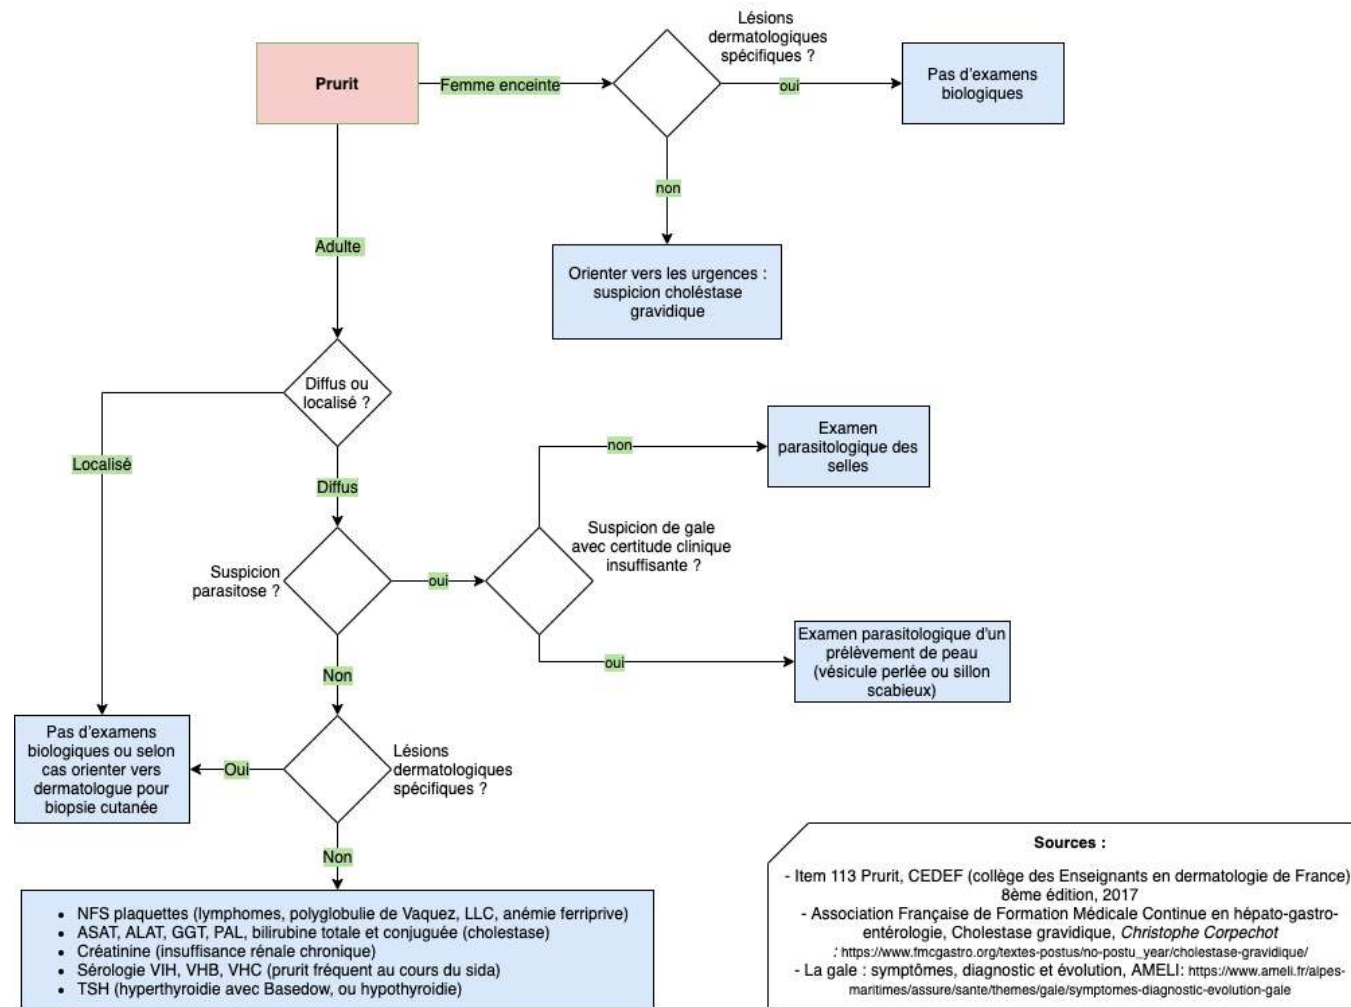 Lésions
dermatologiques
spécifiques ?
Prurit
Femme enceinte
oui
Pas d'examens
biologiques
non
Adulte
Orienter vers les urgences :
suspicion choléstase
gravidique
Diffus ou
localisé ?
Localisé
Diffus
non
Examen
parasitologique des
selles
Suspicion de gale
avec certitude clinique
insuffisante ?
Suspicion
parasitose ?
oui
oui
Examen parasitologique d'un
prélèvement de peau
(vésicule perlée ou sillon
scabieux)
Non
Pas d'examens
biologiques ou selon
cas orienter vers
dermatologue pour
biopsie cutanée
Oui
Lésions
dermatologiques
spécifiques ?
Non
• NFS plaquettes (lymphomes, polyglobulie de Vaquez, LLC, anémie ferriprive)
• ASAT, ALAT, GGT, PAL, bilirubine totale et conjuguée (cholestase)
• Créatinine (insuffisance rénale chronique)
• Sérologie VIH, VHB, VHC (prurit fréquent au cours du sida)
• TSH (hyperthyroidie avec Basedow, ou hypothyroidie)
Sources :
- Item 113 Prurit, CEDEF (collège des Enseignants en dermatologie de France)
8ème édition, 2017
- Association Française de Formation Médicale Continue en hépato-gastro-
entérologie, Cholestase gravidique, Christophe Corpechot
: https://www.fmcgastro.org/textes-postus/no-postu_year/cholestase-gravidique/
- La gale : symptômes, diagnostic et évolution, AMELI: https://www.ameli.fr/alpes-
maritimes/assure/sante/themes/gale/symptomes-diagnostic-evolution-gale